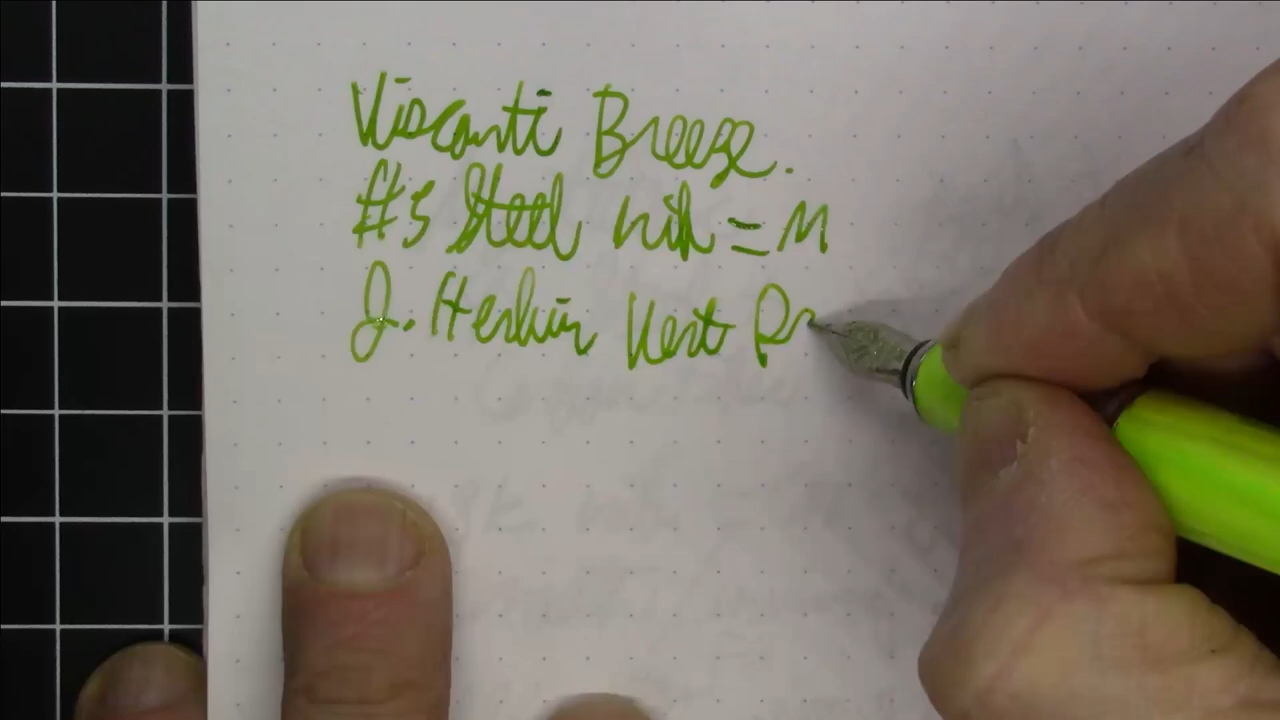 Visconti Breeze.
#5 Steel nib = M
J. Herbin Vert Pr